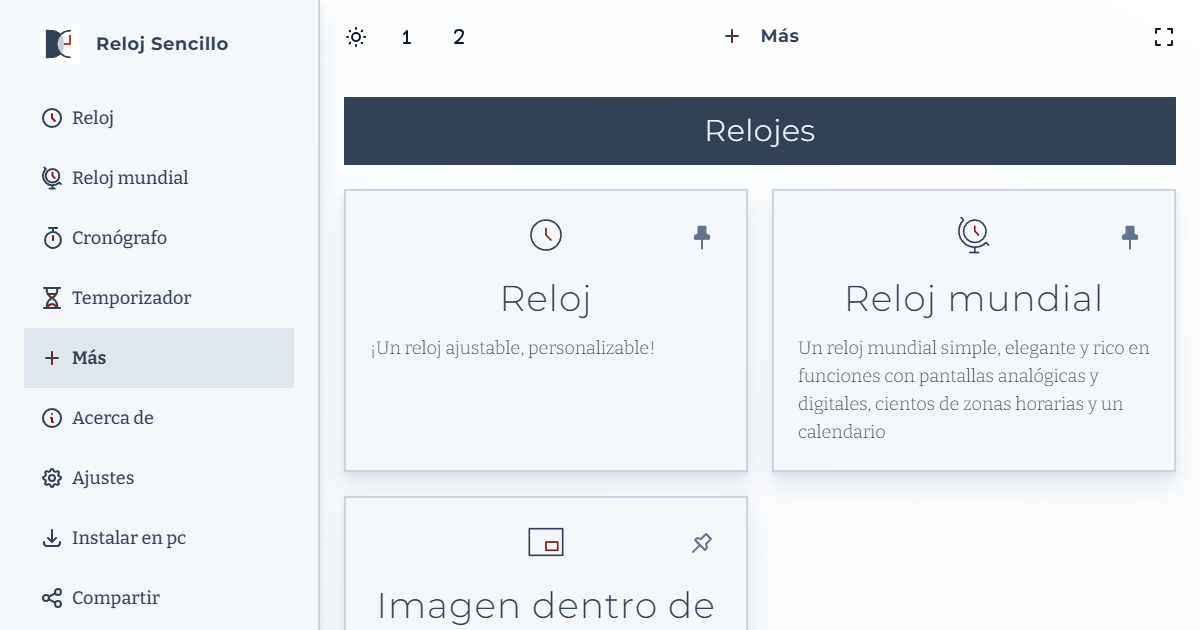 Reloj Sencillo
Reloj
Reloj mundial
Cronógrafo
Temporizador
Más
Acerca de
Ajustes
Instalar en pc
Compartir
1 2
Más
Relojes
Reloj
¡Un reloj ajustable, personalizable!
Reloj mundial
Un reloj mundial simple, elegante y rico en
funciones con pantallas analógicas y
digitales, cientos de zonas horarias y un
calendario
Imagen dentro de